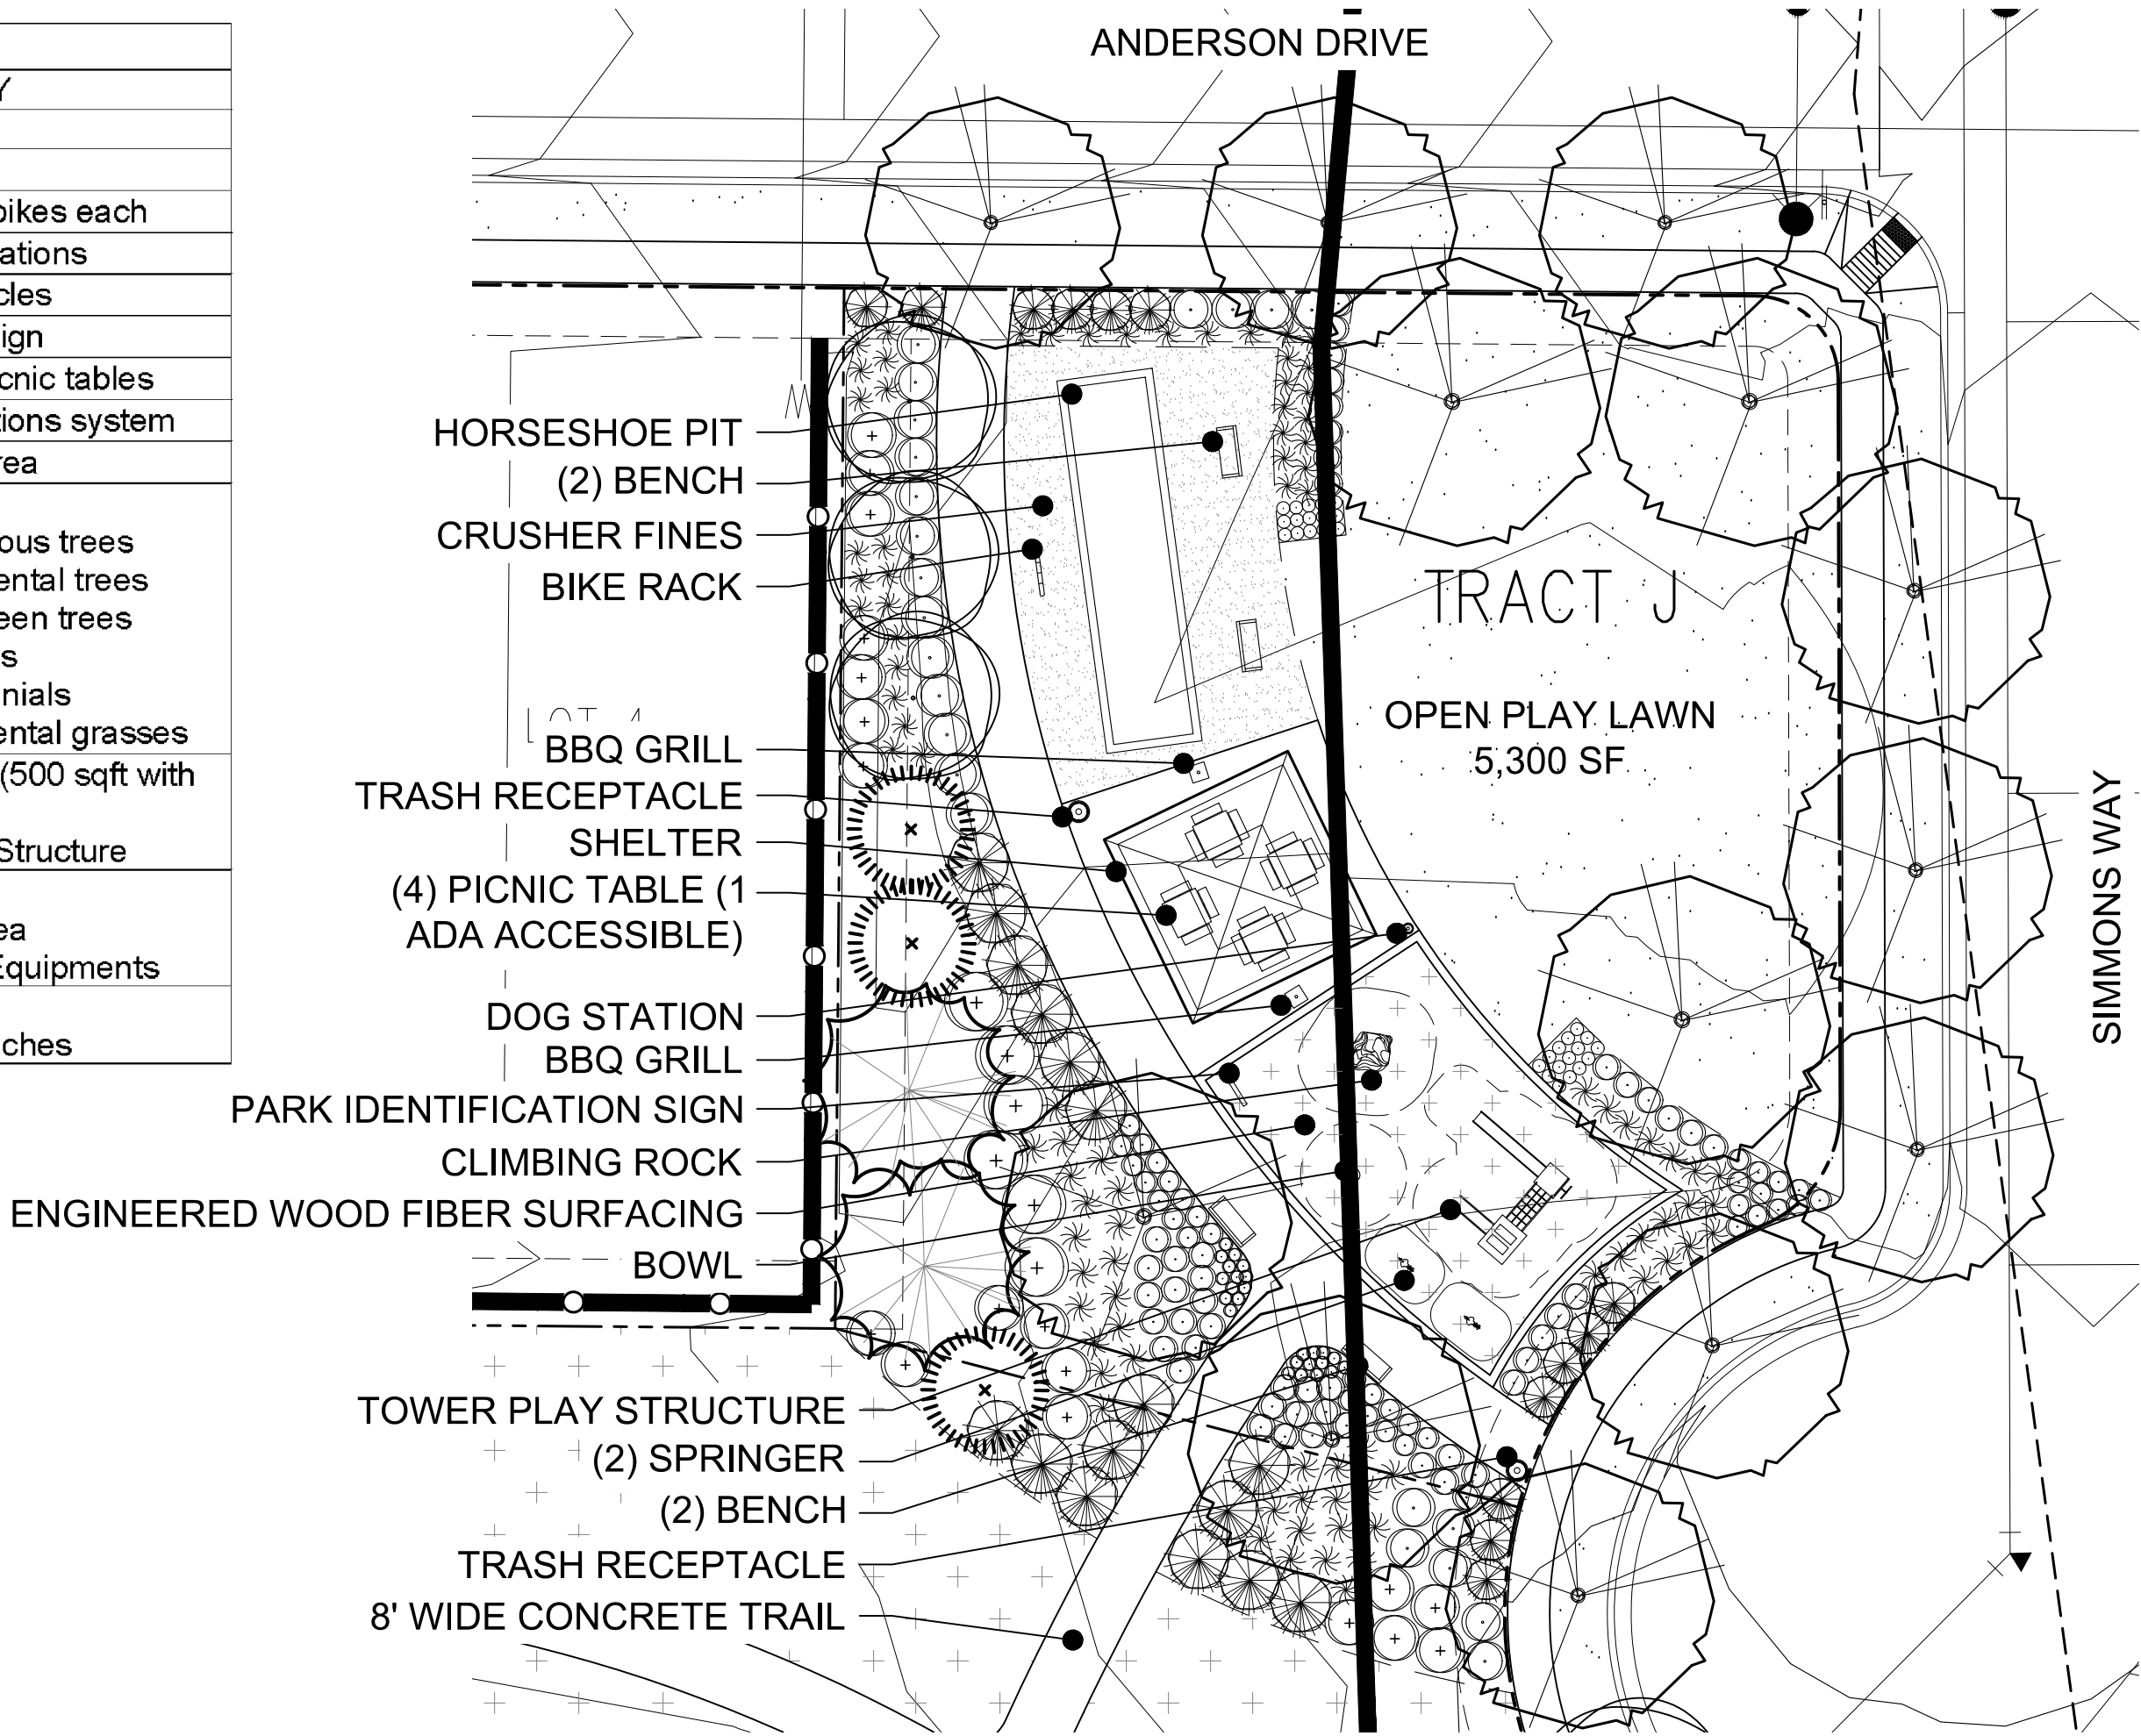 Y
bikes each
ations
cles
ign
cnic tables
tions system
rea
ous trees
ental trees
een trees
s
nials
ental grasses
(500 sqft with
Structure
ea
Equipments
ches
ANDERSON DRIVE
HORSESHOE PIT
(2) BENCH
CRUSHER FINES
BIKE RACK
TRACT J
OPEN PLAY LAWN
5,300 SF
BBQ GRILL
TRASH RECEPTACLE
SHELTER
(4) PICNIC TABLE (1
ADA ACCESSIBLE)
DOG STATION
BBQ GRILL
PARK IDENTIFICATION SIGN
CLIMBING ROCK
ENGINEERED WOOD FIBER SURFACING
BOWL
TOWER PLAY STRUCTURE
(2) SPRINGER
(2) BENCH
TRASH RECEPTACLE
8' WIDE CONCRETE TRAIL
SIMMONS WAY